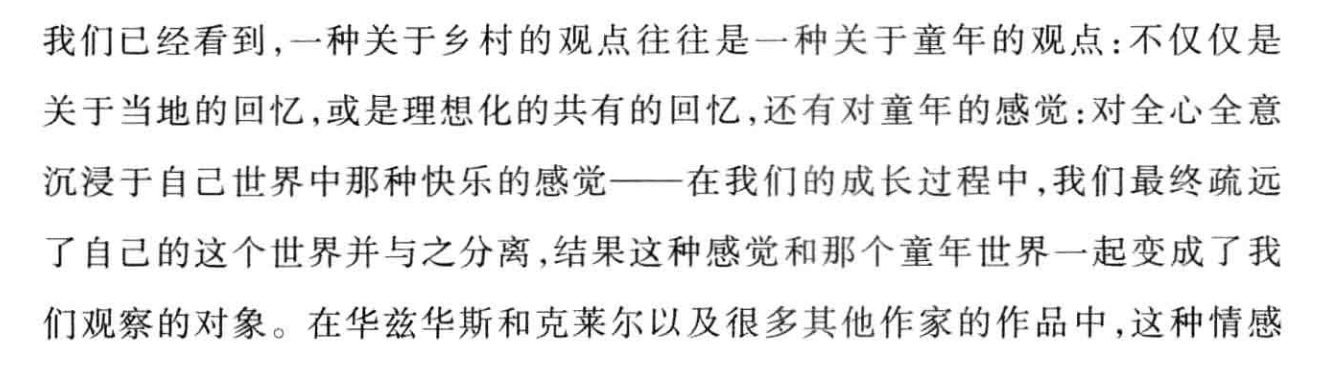 我们已经看到,一种关于乡村的观点往往是一种关于童年的观点:不仅仅是
关于当地的回忆,或是理想化的共有的回忆,还有对童年的感觉:对全心全意
沉浸于自己世界中那种快乐的感觉——在我们的成长过程中,我们最终疏远
了自己的这个世界并与之分离,结果这种感觉和那个童年世界一起变成了我
们观察的对象。在华兹华斯和克莱尔以及很多其他作家的作品中,这种情感